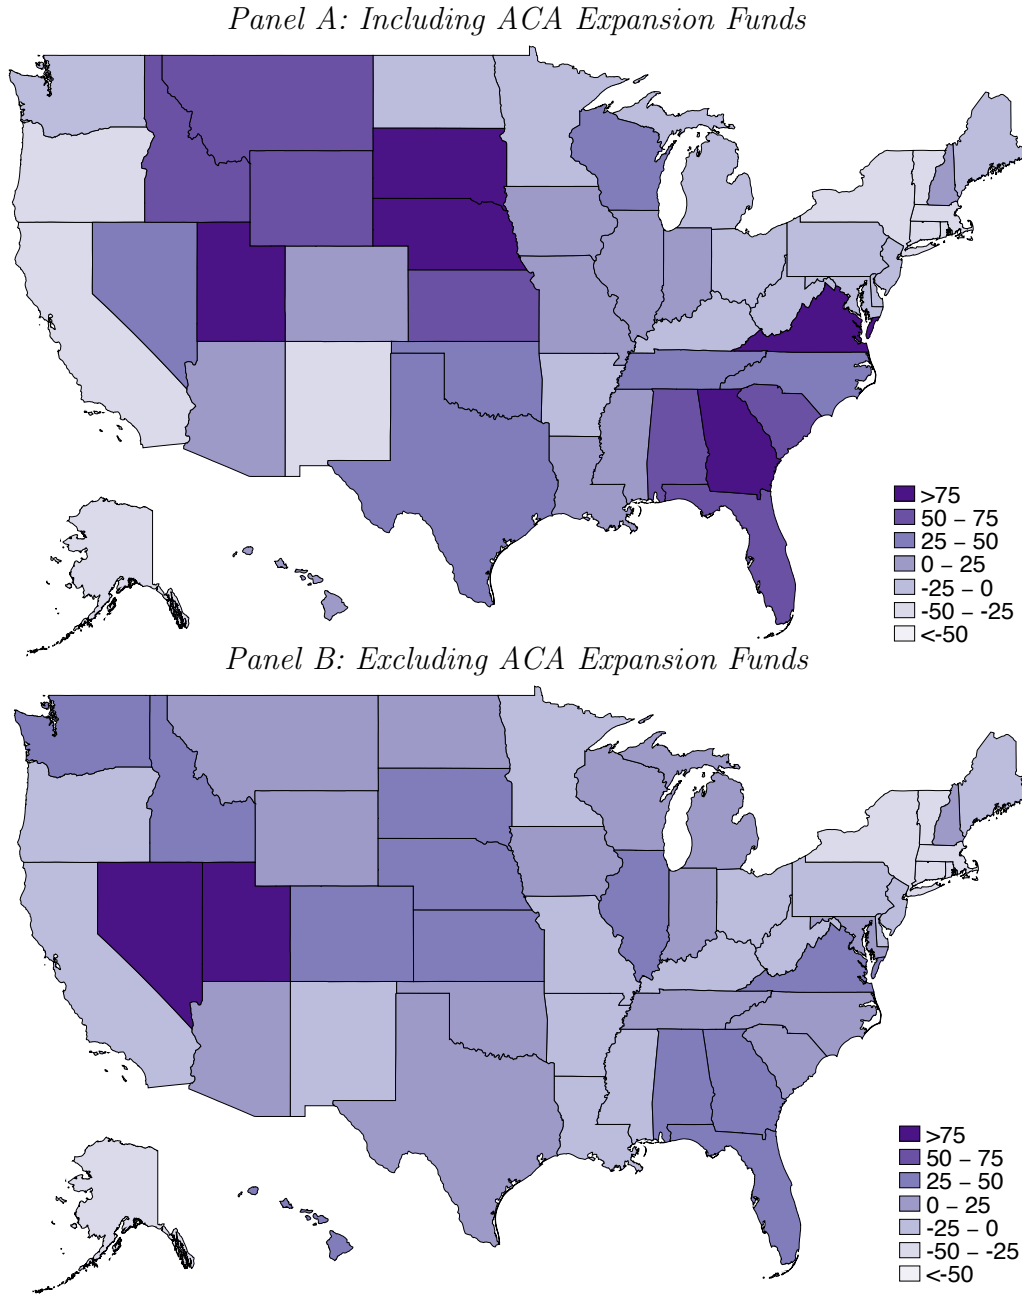 Panel A: Including ACA Expansion Funds
>75
50 – 75
25 – 50
0 – 25
-25 – 0
-50 – -25
<-50
Panel B: Excluding ACA Expansion Funds
>75
50 – 75
25 – 50
0 – 25
-25 – 0
-50 – -25
<-50